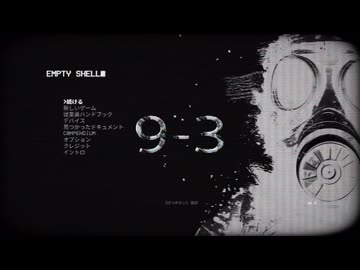 EMPTY SHELL
>続ける
新しいゲーム
従業員ハンドブック
デバイス
見つかったドキュメント
COMPENDIUM
オプション
クレジット
イントロ
9-3